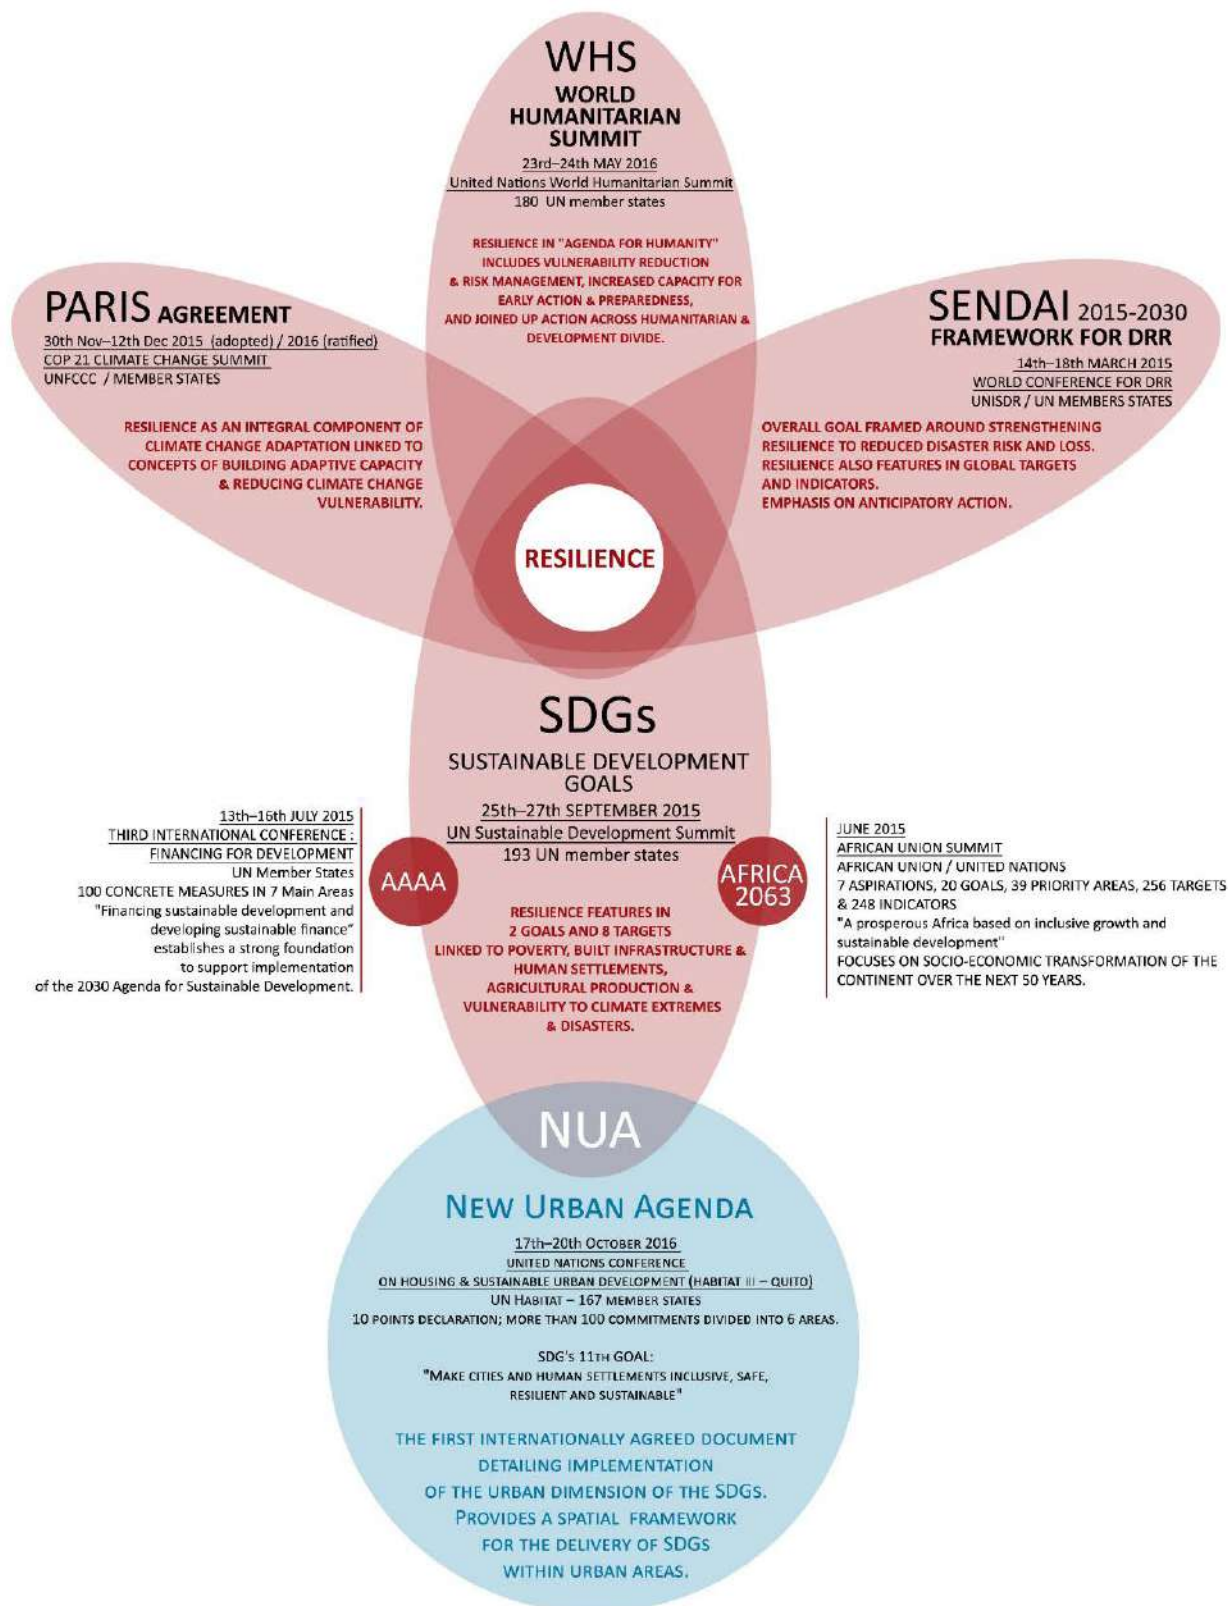 WHS
WORLD
HUMANITARIAN
SUMMIT
23rd–24th MAY 2016
United Nations World Humanitarian Summit
180 UN member states
RESILIENCE IN "AGENDA FOR HUMANITY"
INCLUDES VULNERABILITY REDUCTION
& RISK MANAGEMENT, INCREASED CAPACITY FOR
EARLY ACTION & PREPAREDNESS,
AND JOINED UP ACTION ACROSS HUMANITARIAN &
DEVELOPMENT DIVIDE.
PARIS AGREEMENT
30th Nov–12th Dec 2015 (adopted) / 2016 (ratified)
COP 21 CLIMATE CHANGE SUMMIT
UNFCCC / MEMBER STATES
RESILIENCE AS AN INTEGRAL COMPONENT OF
CLIMATE CHANGE ADAPTATION LINKED TO
CONCEPTS OF BUILDING ADAPTIVE CAPACITY
& REDUCING CLIMATE CHANGE
VULNERABILITY.
SENDAI 2015-2030
FRAMEWORK FOR DRR
14th–18th MARCH 2015
WORLD CONFERENCE FOR DRR
UNISDR / UN MEMBERS STATES
OVERALL GOAL FRAMED AROUND STRENGTHENING
RESILIENCE TO REDUCED DISASTER RISK AND LOSS.
RESILIENCE ALSO FEATURES IN GLOBAL TARGETS
AND INDICATORS.
EMPHASIS ON ANTICIPATORY ACTION.
RESILIENCE
SDGs
SUSTAINABLE DEVELOPMENT
GOALS
25th–27th SEPTEMBER 2015
UN Sustainable Development Summit
193 UN member states
RESILIENCE FEATURES IN
2 GOALS AND 8 TARGETS
LINKED TO POVERTY, BUILT INFRASTRUCTURE &
HUMAN SETTLEMENTS,
AGRICULTURAL PRODUCTION &
VULNERABILITY TO CLIMATE EXTREMES
& DISASTERS.
13th–16th JULY 2015
THIRD INTERNATIONAL CONFERENCE :
FINANCING FOR DEVELOPMENT
UN Member States
100 CONCRETE MEASURES IN 7 Main Areas
"Financing sustainable development and
developing sustainable finance"
establishes a strong foundation
to support implementation
of the 2030 Agenda for Sustainable Development.
AAAA
AFRICA
2063
JUNE 2015
AFRICAN UNION SUMMIT
AFRICAN UNION / UNITED NATIONS
7 ASPIRATIONS, 20 GOALS, 39 PRIORITY AREAS, 256 TARGETS
& 248 INDICATORS
"A prosperous Africa based on inclusive growth and
sustainable development"
FOCUSES ON SOCIO-ECONOMIC TRANSFORMATION OF THE
CONTINENT OVER THE NEXT 50 YEARS.
NUA
NEW URBAN AGENDA
17th–20th OCTOBER 2016
UNITED NATIONS CONFERENCE
ON HOUSING & SUSTAINABLE URBAN DEVELOPMENT (HABITAT III – QUITO)
UN HABITAT – 167 MEMBER STATES
10 POINTS DECLARATION; MORE THAN 100 COMMITMENTS DIVIDED INTO 6 AREAS.
SDG'S 11TH GOAL:
"MAKE CITIES AND HUMAN SETTLEMENTS INCLUSIVE, SAFE,
RESILIENT AND SUSTAINABLE"
THE FIRST INTERNATIONALLY AGREED DOCUMENT
DETAILING IMPLEMENTATION
OF THE URBAN DIMENSION OF THE SDGS.
PROVIDES A SPATIAL FRAMEWORK
FOR THE DELIVERY OF SDGS
WITHIN URBAN AREAS.